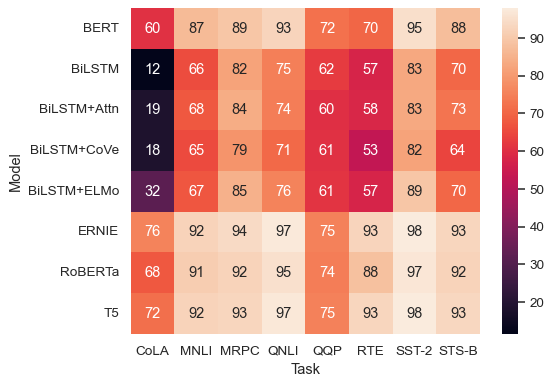 BERT 60 87 89 93 72 70 95 88
BiLSTM 12 66 82 75 62 57 83 70
BiLSTM+Attn 19 68 84 74 60 58 83 73
BiLSTM+CoVe 18 65 79 71 61 53 82 64
BiLSTM+ELMo 32 67 85 76 61 57 89 70
ERNIE 76 92 94 97 75 93 98 93
RoBERTa 68 91 92 95 74 88 97 92
T5 72 92 93 97 75 93 98 93
CoLA MNLI MRPC QNLI QQP RTE SST-2 STS-B
Task
Model
90
80
70
60
50
40
30
20